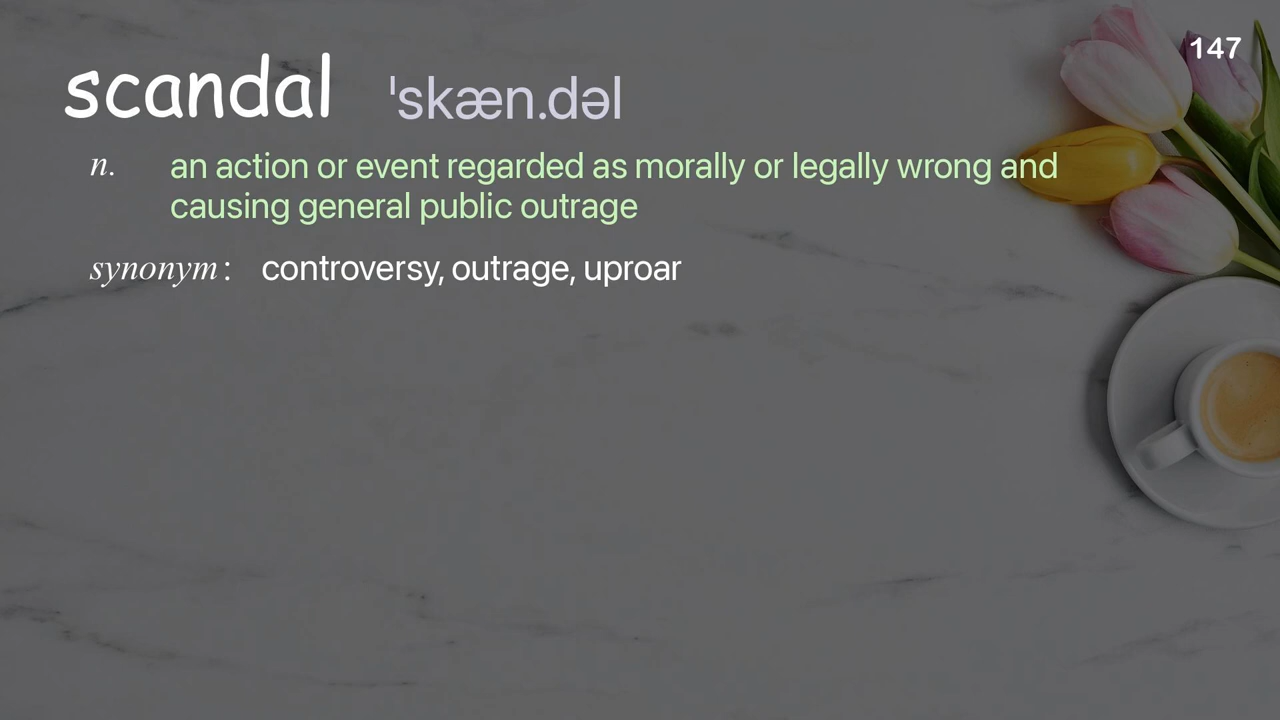 147
scandal ˈskæn.dəl
n. an action or event regarded as morally or legally wrong and
causing general public outrage
synonym: controversy, outrage, uproar